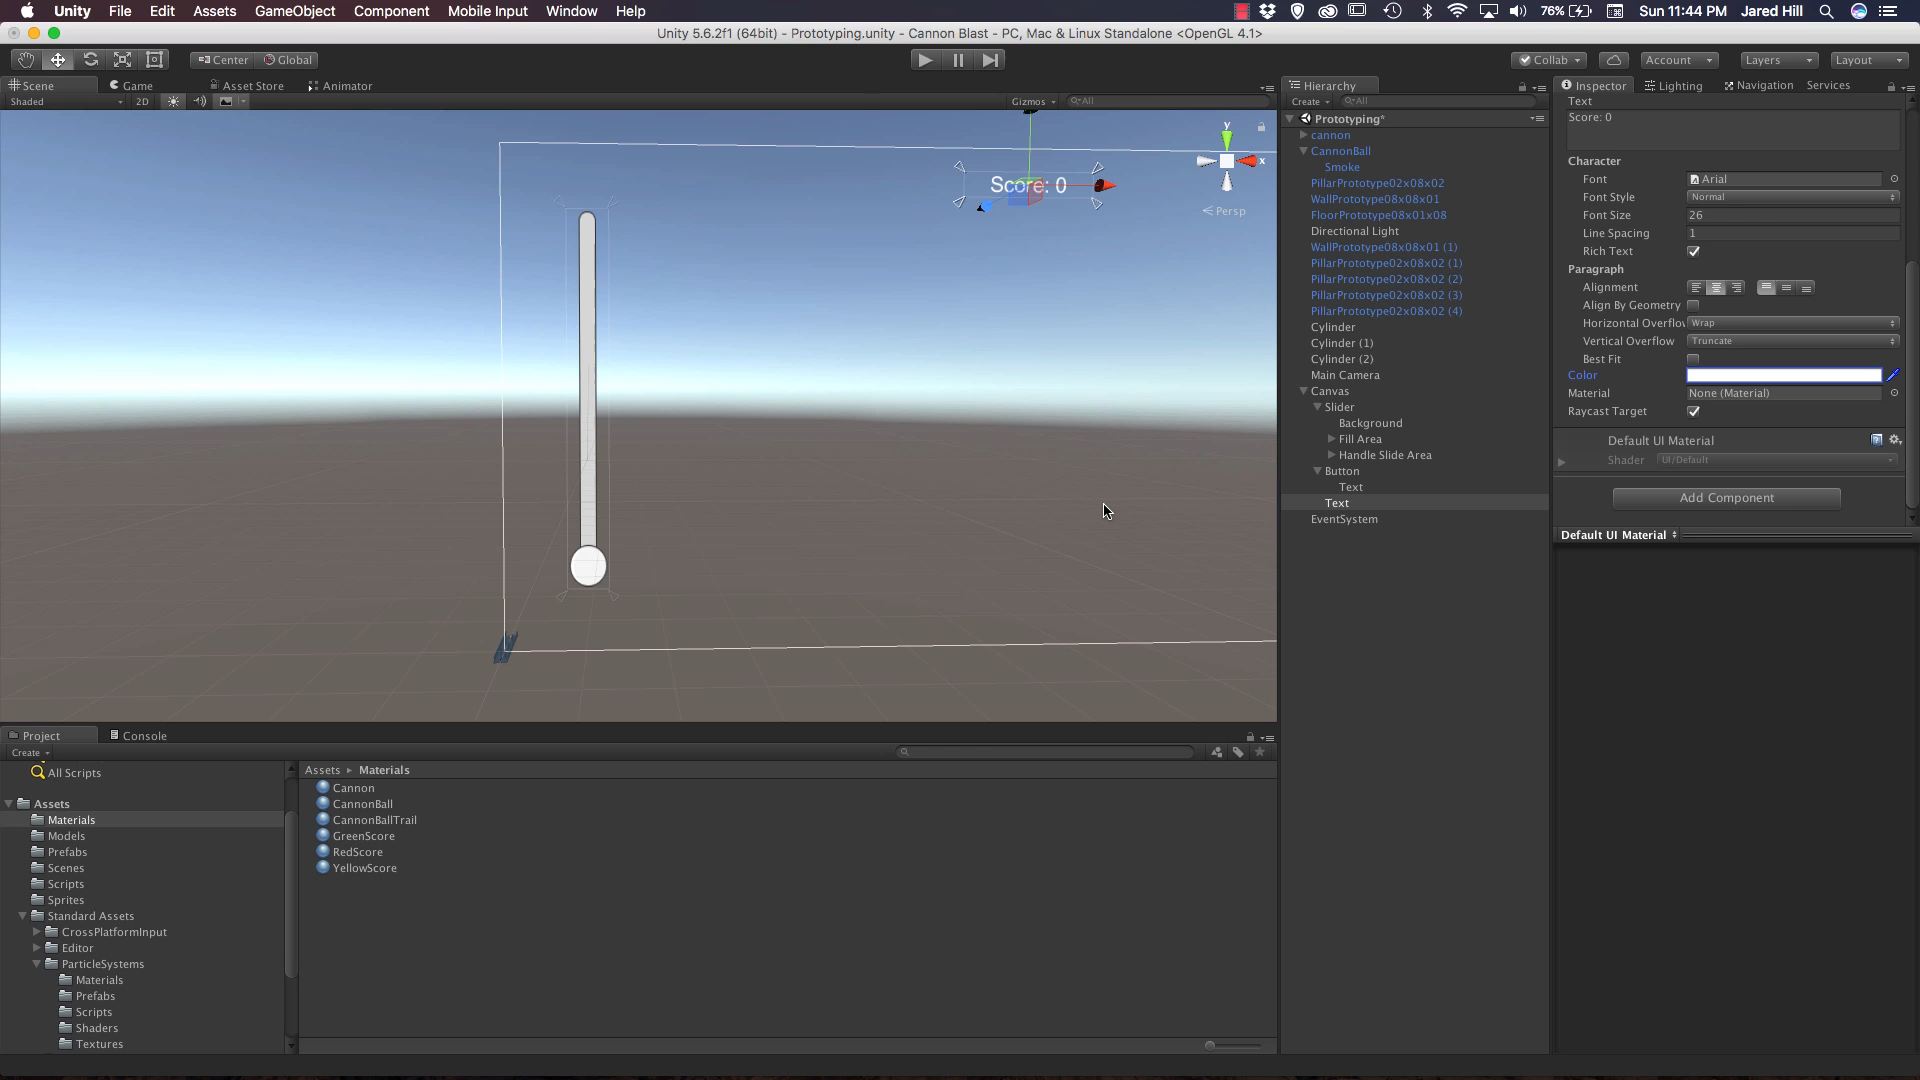 Unity File Edit Assets GameObject Component Mobile Input Window Help 76% Sun 11:44 PM Jared Hill
Unity 5.6.2f1 (64bit) - Prototyping.unity - Cannon Blast - PC, Mac & Linux Standalone <OpenGL 4.1>
Center Global Collab Account Layers Layout
Scene Game Asset Store Animator
Shaded 2D Gizmos All
Score: 0
y
x
Persp
Hierarchy
Create All
Prototyping*
cannon
CannonBall
Smoke
PillarPrototype02x08x02
WallPrototype08x08x01
FloorPrototype08x01x08
Directional Light
WallPrototype08x08x01 (1)
PillarPrototype02x08x02 (1)
PillarPrototype02x08x02 (2)
PillarPrototype02x08x02 (3)
PillarPrototype02x08x02 (4)
Cylinder
Cylinder (1)
Cylinder (2)
Main Camera
Canvas
Slider
Background
Fill Area
Handle Slide Area
Button
Text
Text
EventSystem
Inspector Lighting Navigation Services
Text
Score: 0
Character
Font Arial
Font Style Normal
Font Size 26
Line Spacing 1
Rich Text
Paragraph
Alignment
Align By Geometry
Horizontal Overflow Wrap
Vertical Overflow Truncate
Best Fit
Color
Material None (Material)
Raycast Target
Default UI Material
Shader UI/Default
Add Component
Default UI Material
Project Console
Create
All Scripts
Assets
Materials
Models
Prefabs
Scenes
Scripts
Sprites
Standard Assets
CrossPlatformInput
Editor
ParticleSystems
Materials
Prefabs
Scripts
Shaders
Textures
Assets ▸ Materials
Cannon
CannonBall
CannonBallTrail
GreenScore
RedScore
YellowScore